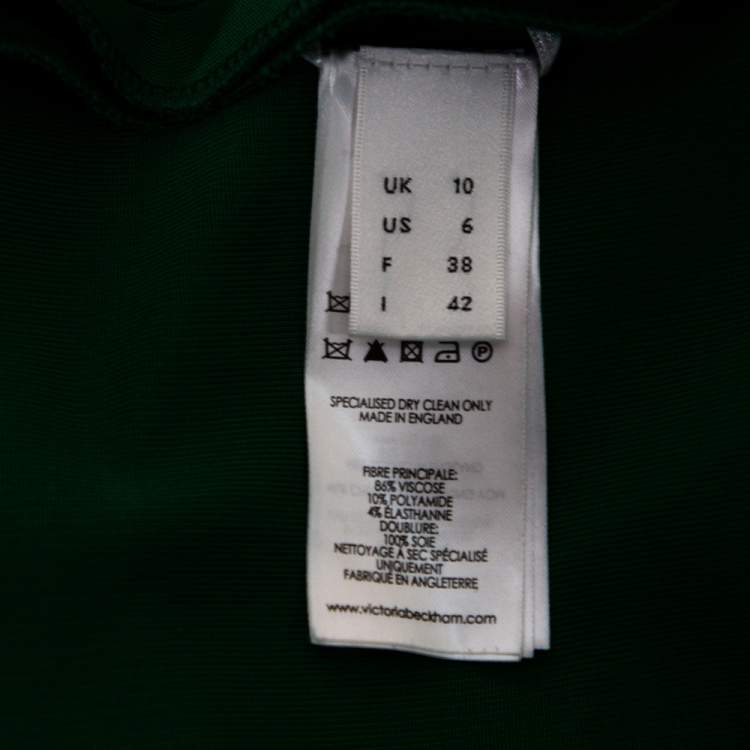 UK 10
US 6
F 38
I 42
P
SPECIALISED DRY CLEAN ONLY
MADE IN ENGLAND
FIBRE PRINCIPALE:
86% VISCOSE
10% POLYAMIDE
4% ÉLASTHANNE
DOUBLURE:
100% SOIE
NETTOYAGE À SEC SPÉCIALISÉ
UNIQUEMENT
FABRIQUÉ EN ANGLETERRE
www.victoriabeckham.com